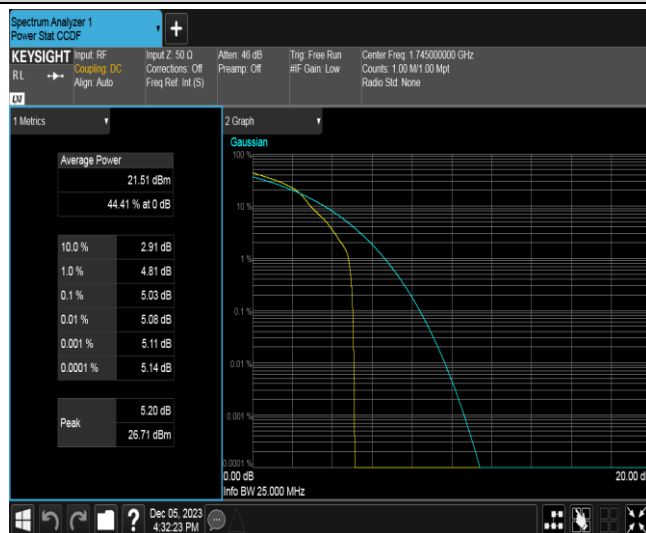 Spectrum Analyzer 1
Power Stat CCDF
+
KEYSIGHT Input: RF Input Z: 50 Ω Atten: 46 dB Trig: Free Run Center Freq: 1.745000000 GHz
RL Coupling: DC Corrections: Off Preamp: Off #IF Gain: Low Counts: 1.00 M/1.00 Mpt
Align: Auto Freq Ref: Int (S) Radio Std: None
LXI
1 Metrics
Average Power
21.51 dBm
44.41 % at 0 dB
10.0 % 2.91 dB
1.0 % 4.81 dB
0.1 % 5.03 dB
0.01 % 5.08 dB
0.001 % 5.11 dB
0.0001 % 5.14 dB
Peak 5.20 dB
26.71 dBm
2 Graph
Gaussian
100 %
10 %
1 %
0.1 %
0.01 %
0.001 %
0.0001 %
0.00 dB 20.00 d
Info BW 25.000 MHz
? Dec 05, 2023
4:32:23 PM